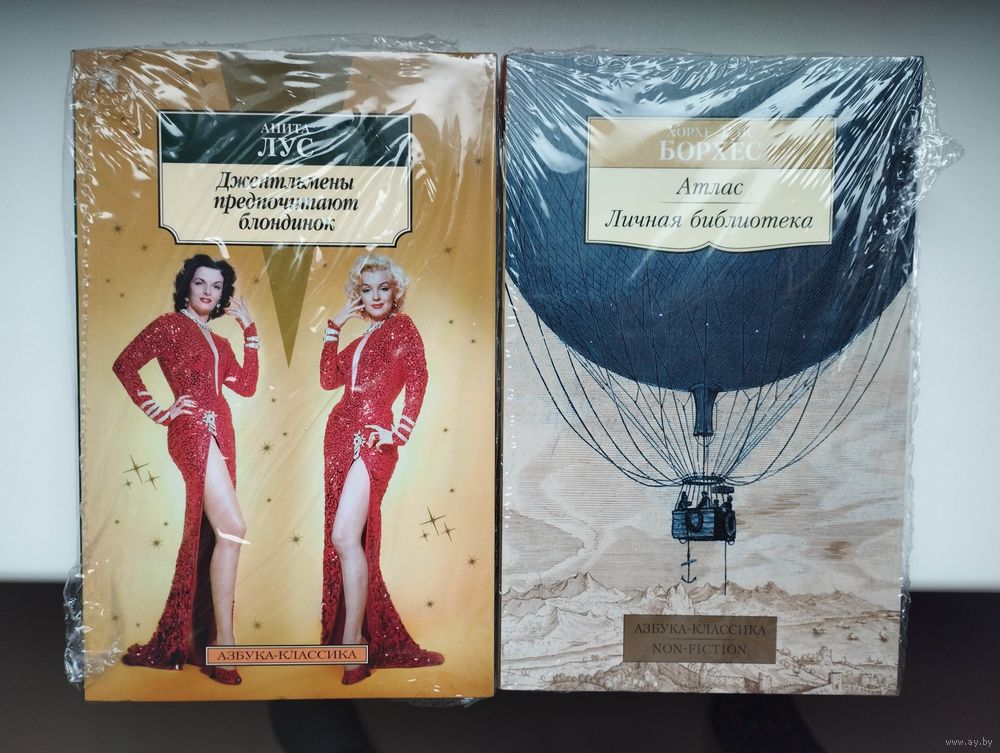 АНИТА
ЛУС
Джентльмены
предпочитают
блондинок
АЗБУКА-КЛАССИКА
ХОРХЕ
БОРХЕС
Атлас
Личная библиотека
АЗБУКА-КЛАССИКА
NON-FICTION
www.ay.by